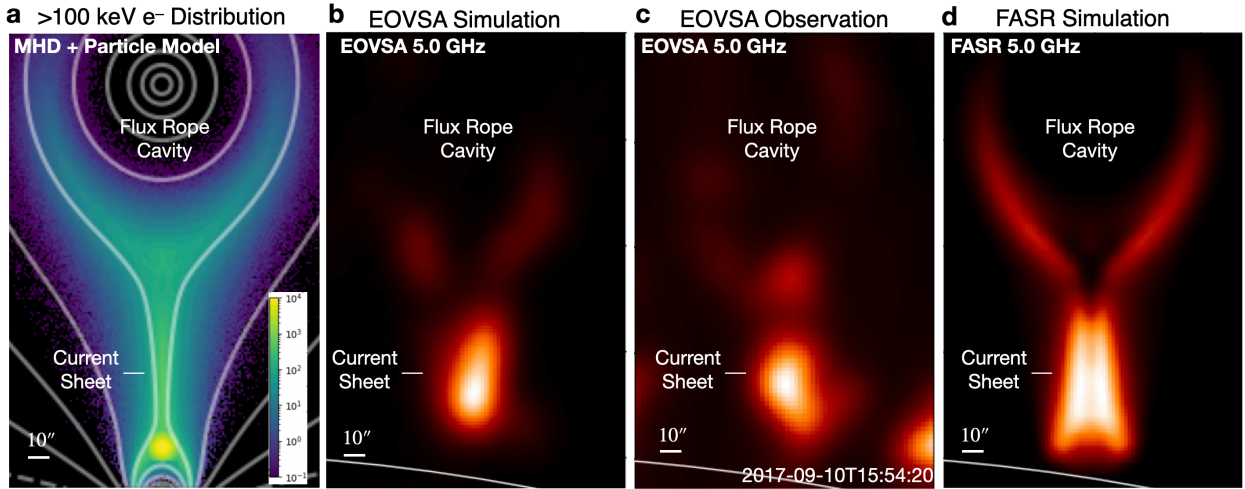 a >100 keV e⁻ Distribution
MHD + Particle Model
Flux Rope
Cavity
Current
Sheet
10″
10⁴
10³
10²
10¹
10⁰
10⁻¹
b EOVSA Simulation
EOVSA 5.0 GHz
Flux Rope
Cavity
Current
Sheet
10″
c EOVSA Observation
EOVSA 5.0 GHz
Flux Rope
Cavity
Current
Sheet
10″
2017-09-10T15:54:20
d FASR Simulation
FASR 5.0 GHz
Flux Rope
Cavity
Current
Sheet
10″